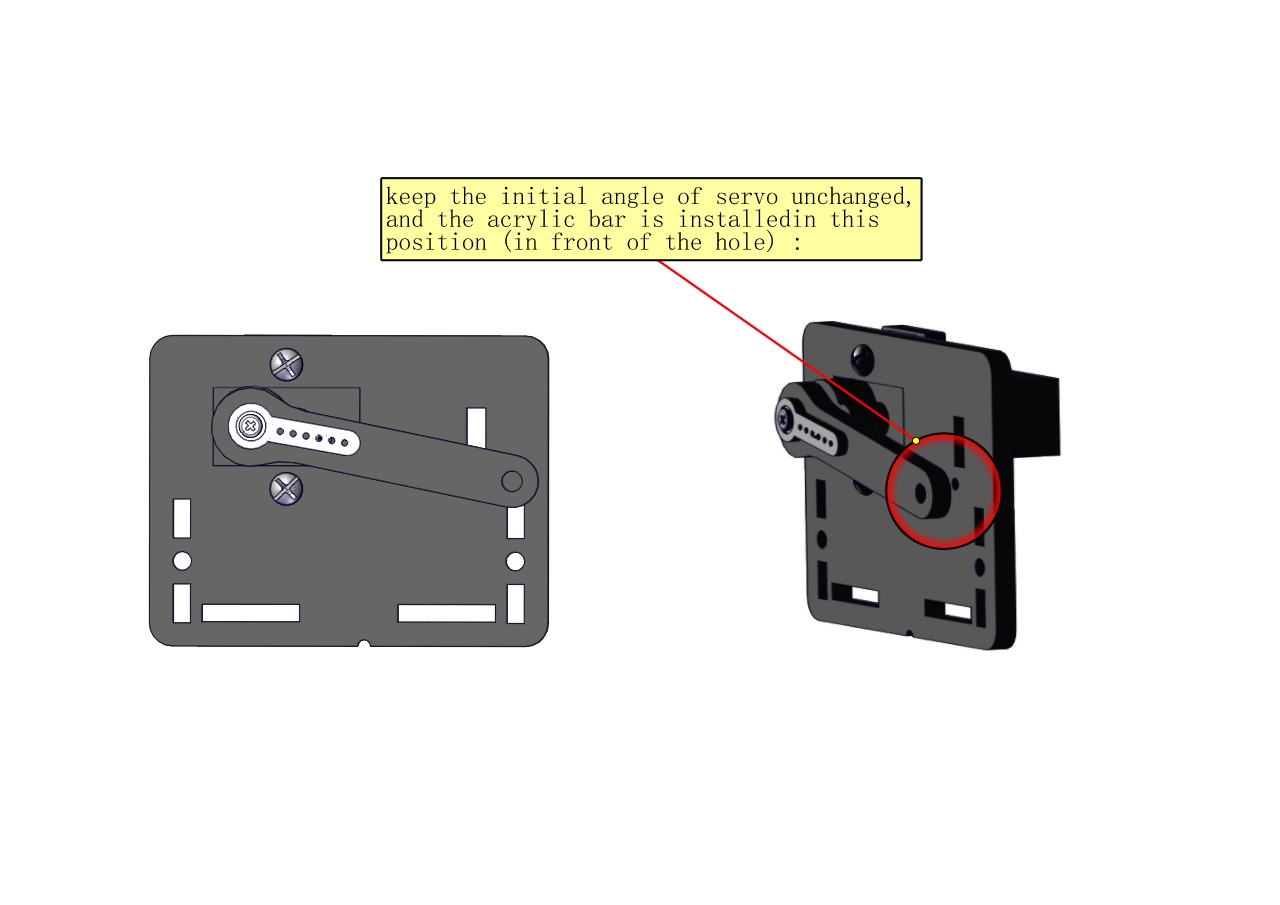 keep the initial angle of servo unchanged,
and the acrylic bar is installedin this
position (in front of the hole) :